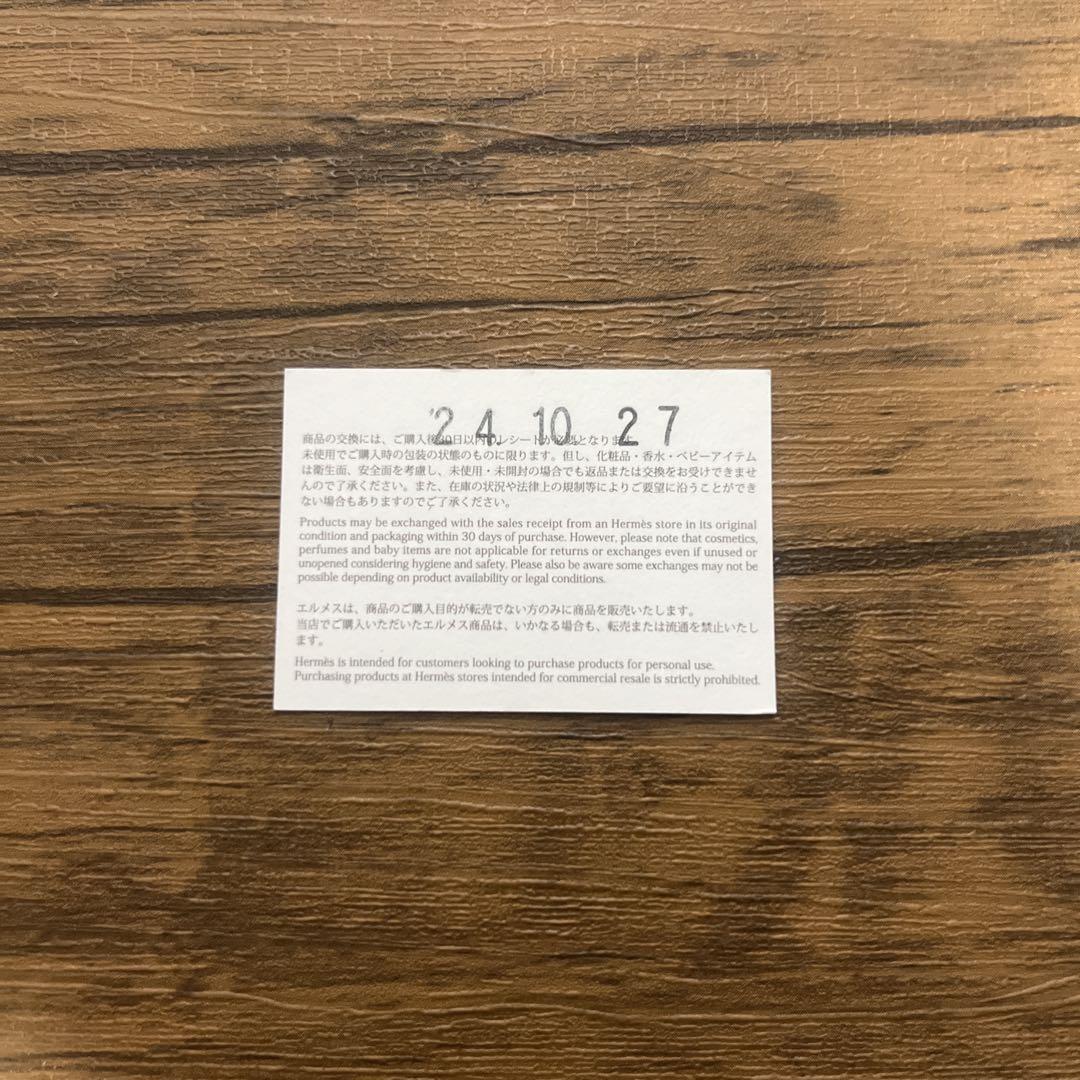 '24. 10. 27
商品の交換には、ご購入後30日以内のレシートが必要となります。
未使用でご購入時の包装の状態のものに限ります。但し、化粧品・香水・ベビーアイテム
は衛生面、安全面を考慮し、未使用・未開封の場合でも返品または交換をお受けできませ
んので了承ください。また、在庫の状況や法律上の規制等によりご要望に沿うことができ
ない場合もありますのでご了承ください。
Products may be exchanged with the sales receipt from an Hermès store in its original
condition and packaging within 30 days of purchase. However, please note that cosmetics,
perfumes and baby items are not applicable for returns or exchanges even if unused or
unopened considering hygiene and safety. Please also be aware some exchanges may not be
possible depending on product availability or legal conditions.
エルメスは、商品のご購入目的が転売でない方のみに商品を販売いたします。
当店でご購入いただいたエルメス商品は、いかなる場合も、転売または流通を禁止いたし
ます。
Hermès is intended for customers looking to purchase products for personal use.
Purchasing products at Hermès stores intended for commercial resale is strictly prohibited.